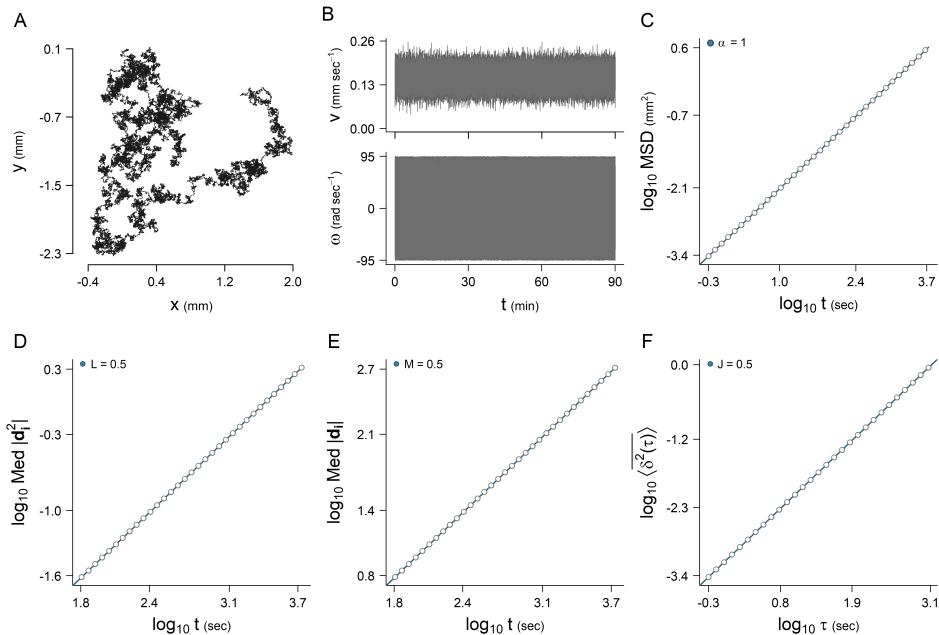 A
0.1
-0.7
-1.5
-2.3
y (mm)
-0.4
0.4
1.2
2.0
x (mm)
B
0.26
0.13
0.00
v (mm sec⁻¹)
95
0
-95
ω (rad sec⁻¹)
0
30
60
90
t (min)
C
α = 1
0.6
-0.7
-2.1
-3.4
log₁₀ MSD (mm²)
-0.3
1.0
2.4
3.7
log₁₀ t (sec)
D
L = 0.5
0.3
-0.3
-1.0
-1.6
log₁₀ Med |dᵢ²|
1.8
2.4
3.1
3.7
log₁₀ t (sec)
E
M = 0.5
2.7
2.1
1.4
0.8
log₁₀ Med |dᵢ|
1.8
2.4
3.1
3.7
log₁₀ t (sec)
F
J = 0.5
0.0
-1.2
-2.3
-3.4
log₁₀ ⟨δ²(τ)⟩
-0.3
0.8
1.9
3.1
log₁₀ τ (sec)